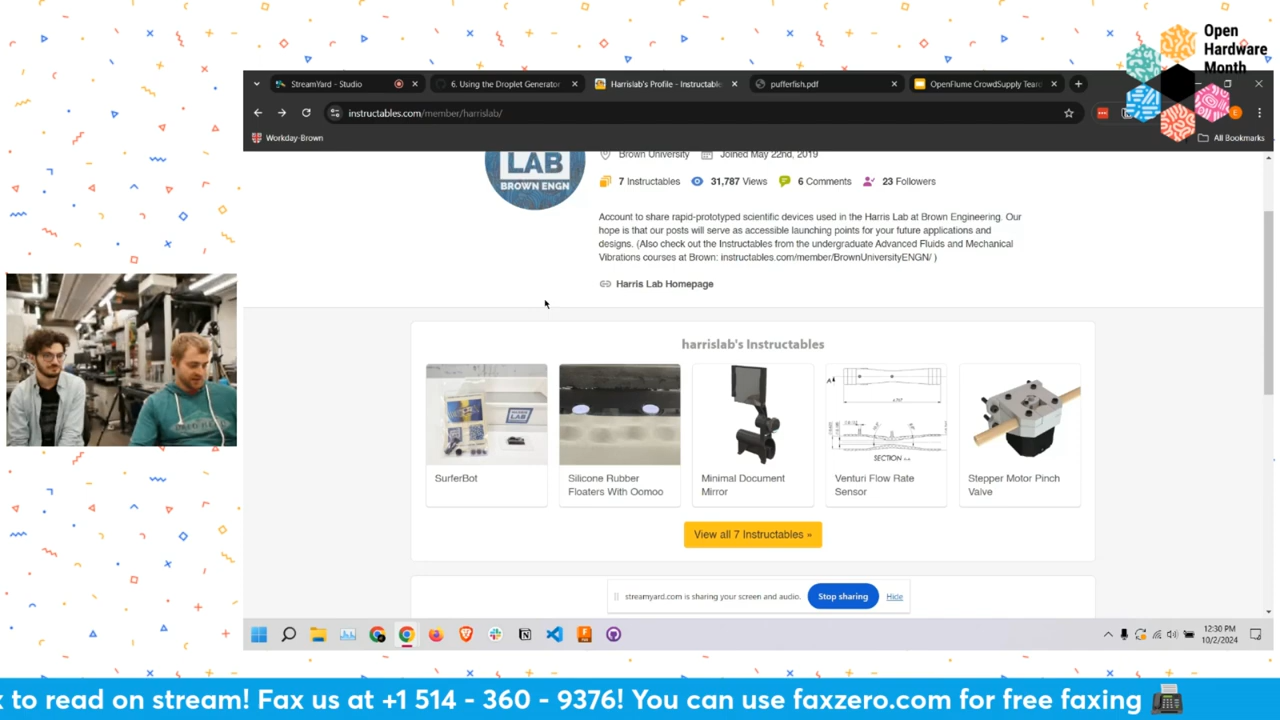 Open
Hardware
Month
StreamYard - Studio
6. Using the Droplet Generator
Harrislab's Profile - Instructabl
pufferfish.pdf
OpenFlume CrowdSupply Tear
instructables.com/member/harrislab/
Workday-Brown
All Bookmarks
LAB
BROWN ENGN
Brown University
Joined May 22nd, 2019
7 Instructables
31,787 Views
6 Comments
23 Followers
Account to share rapid-prototyped scientific devices used in the Harris Lab at Brown Engineering. Our
hope is that our posts will serve as accessible launching points for your future applications and
designs. (Also check out the Instructables from the undergraduate Advanced Fluids and Mechanical
Vibrations courses at Brown: instructables.com/member/BrownUniversityENGN/ )
Harris Lab Homepage
harrislab's Instructables
SECTION
SurferBot
Silicone Rubber
Floaters With Oomoo
Minimal Document
Mirror
Venturi Flow Rate
Sensor
Stepper Motor Pinch
Valve
View all 7 Instructables »
streamyard.com is sharing your screen and audio.
Stop sharing
Hide
12:30 PM
10/2/2024
x to read on stream! Fax us at +1 514 - 360 - 9376! You can use faxzero.com for free faxing